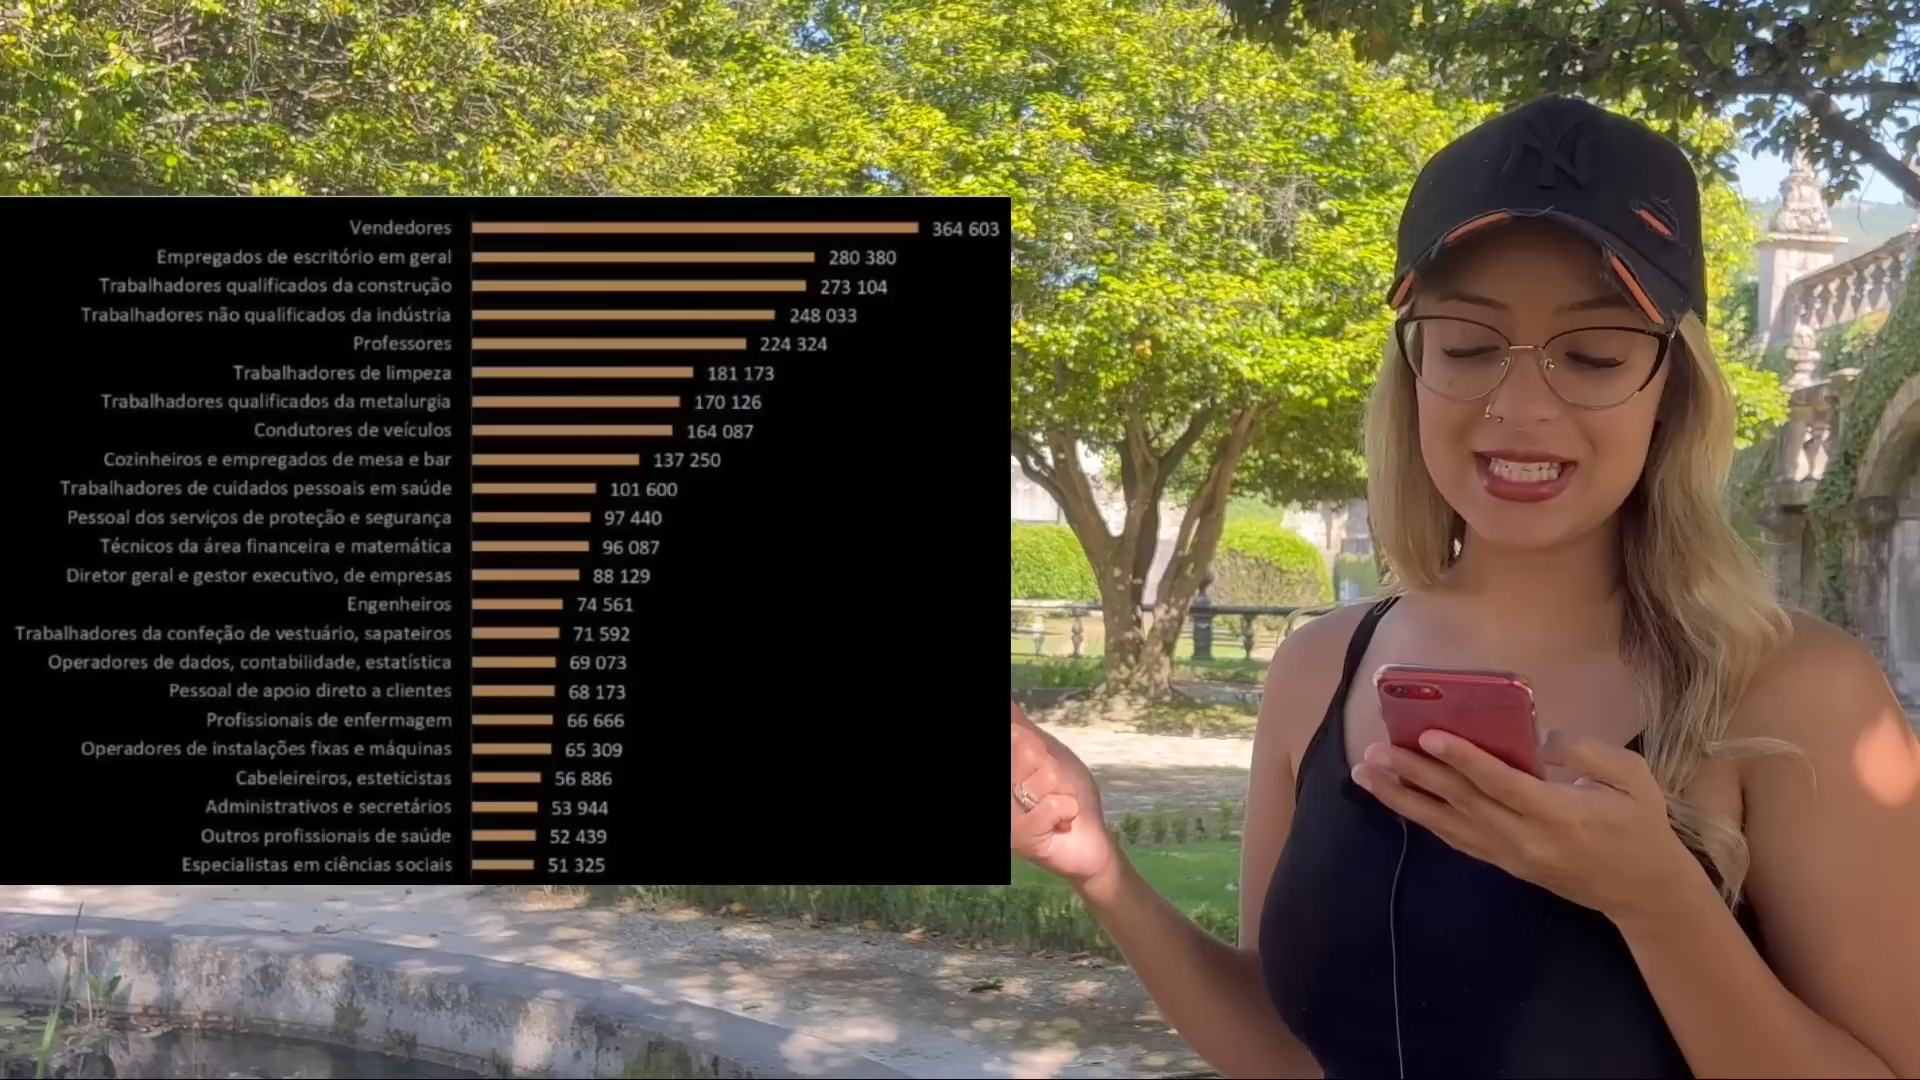 Vendedores 364 603
Empregados de escritório em geral 280 380
Trabalhadores qualificados da construção 273 104
Trabalhadores não qualificados da indústria 248 033
Professores 224 324
Trabalhadores de limpeza 181 173
Trabalhadores qualificados da metalurgia 170 126
Condutores de veículos 164 087
Cozinheiros e empregados de mesa e bar 137 250
Trabalhadores de cuidados pessoais em saúde 101 600
Pessoal dos serviços de proteção e segurança 97 440
Técnicos da área financeira e matemática 96 087
Diretor geral e gestor executivo, de empresas 88 129
Engenheiros 74 561
Trabalhadores da confeção de vestuário, sapateiros 71 592
Operadores de dados, contabilidade, estatística 69 073
Pessoal de apoio direto a clientes 68 173
Profissionais de enfermagem 66 666
Operadores de instalações fixas e máquinas 65 309
Cabeleireiros, esteticistas 56 886
Administrativos e secretários 53 944
Outros profissionais de saúde 52 439
Especialistas em ciências sociais 51 325
NY